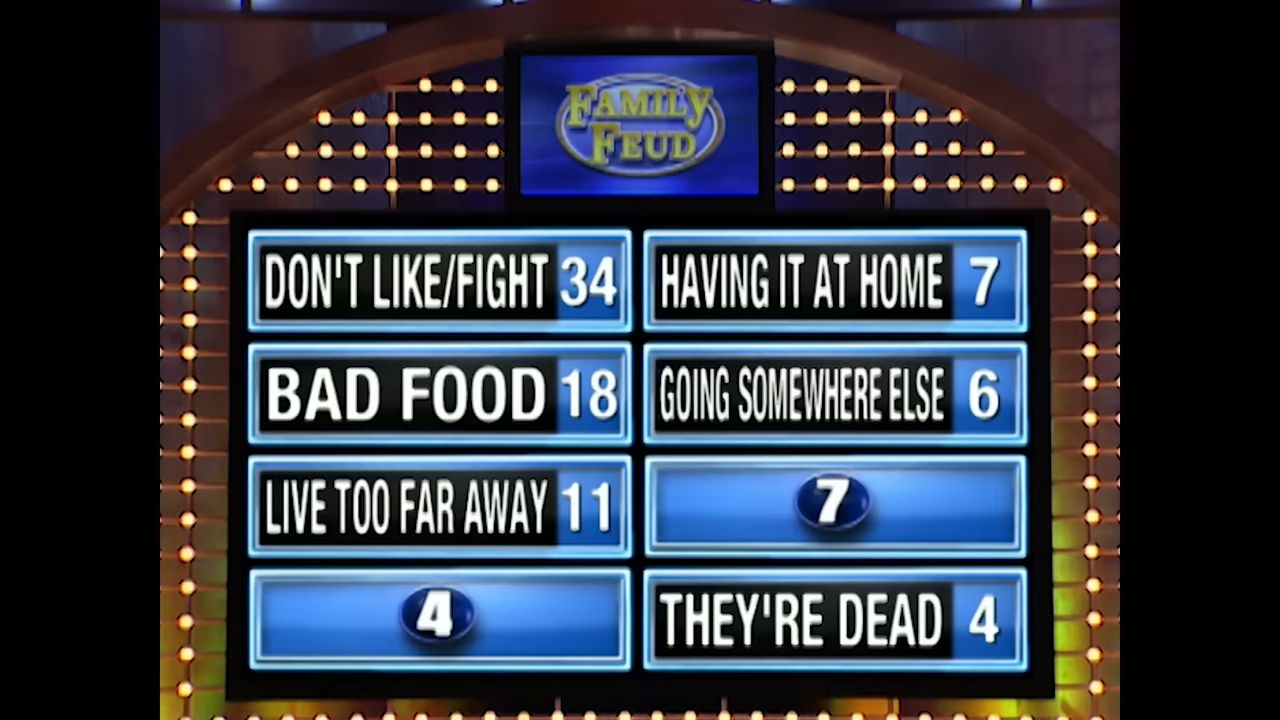 FAMILY
FEUD
DON'T LIKE/FIGHT 34
HAVING IT AT HOME 7
BAD FOOD 18
GOING SOMEWHERE ELSE 6
LIVE TOO FAR AWAY 11
7
4
THEY'RE DEAD 4